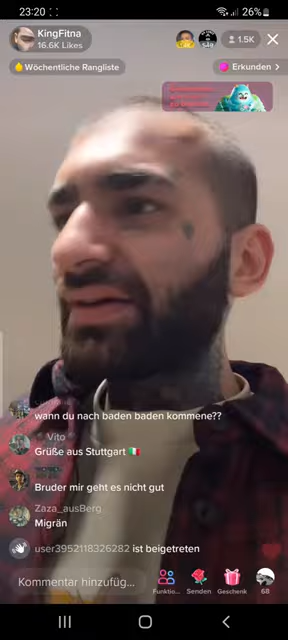 23:20
26%
KingFitna
16.6K Likes
1.5K
Wöchentliche Rangliste
Erkunden >
wann du nach baden baden kommene??
Vito
Grüße aus Stuttgart 🇮🇹
Bruder mir geht es nicht gut
Zaza_ausBerg
Migrän
user3952118326282 ist beigetreten
Kommentar hinzufüg...
Funktio...
Senden
Geschenk
68